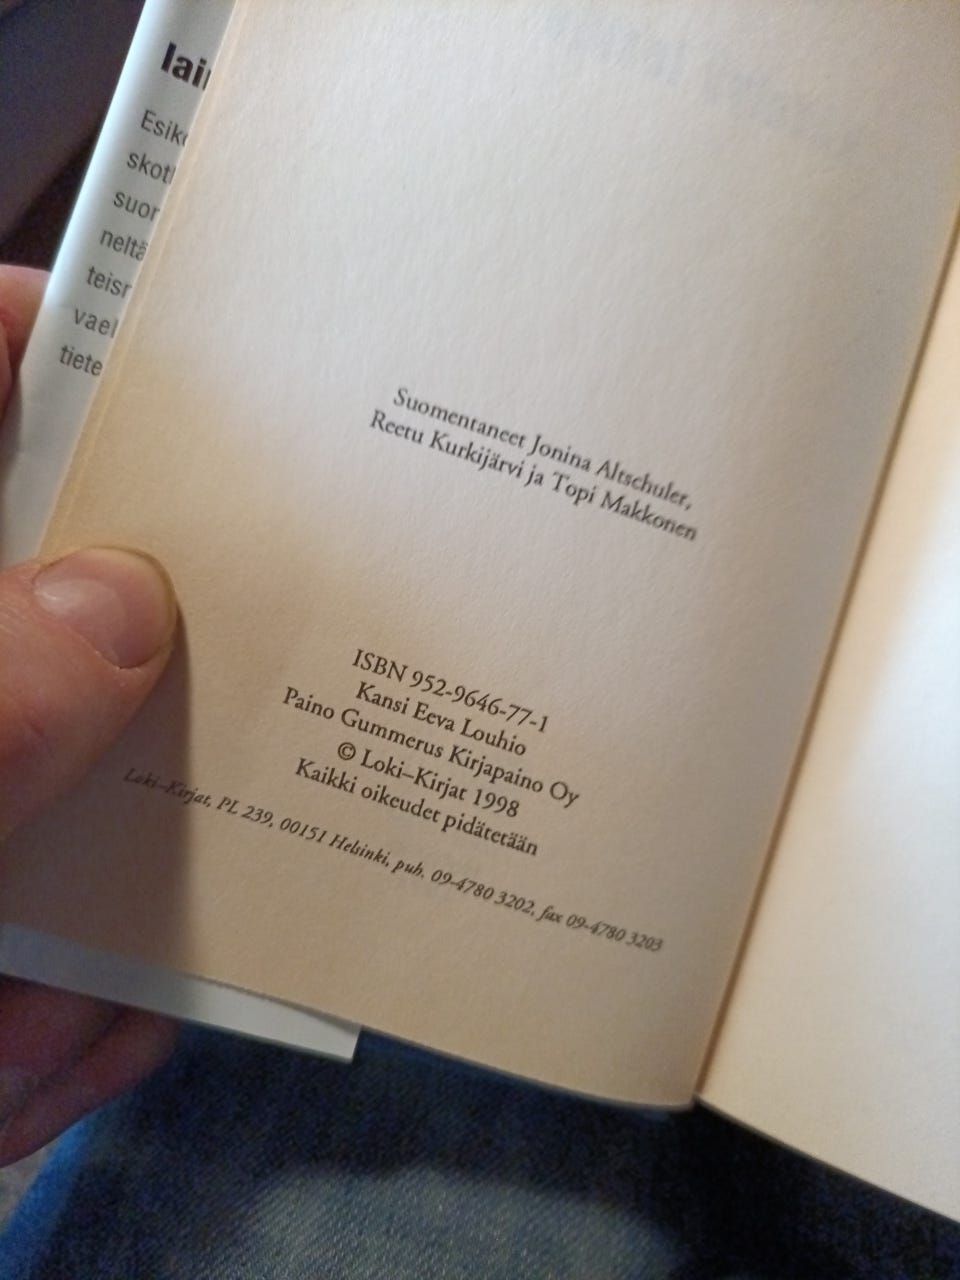 Esik
skotl
suor
neltä
teisr
vael
tiete
Suomentaneet Jonina Altschuler,
Reetu Kurkijärvi ja Topi Makkonen
ISBN 952-9646-77-1
Kansi Eeva Louhio
Paino Gummerus Kirjapaino Oy
© Loki–Kirjat 1998
Kaikki oikeudet pidätetään
Loki–Kirjat, PL 239, 00151 Helsinki, puh. 09-4780 3202, fax 09-4780 3203